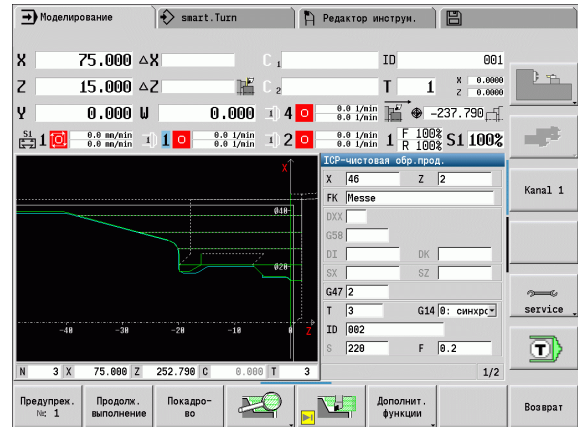 Моделирование smart.Turn Редактор инструм.
X 75.000 △X C 1 ID 001
Z 15.000 △Z C 2 T 1 X 0.0000 Z 0.0000
Y 0.000 U 0.000 4 0.0 1/min 0.0 1/min -237.790
S1 1 0.0 mm/min 0.0 1/min 1 0.0 1/min 0.0 1/min 2 0.0 1/min 0.0 1/min 1 F 100% R 100% S1 100%
ICP-чистовая обр.прод.
X 46 Z 2
FK Messe
DXX
G58
DI DK
SX SZ
G47 2
T 3 G14 0: синхрс
ID 002
S 220 F 0.2
1/2
X
Ø40
Ø20
-40 -30 -20 -10 0 Z
N 3 X 75.000 Z 252.790 C 0.000 T 3
Kanal 1
service
T
Предупреж. №: 1
Продолж. выполнение
Покадро-во
Дополнит. функции
Возврат